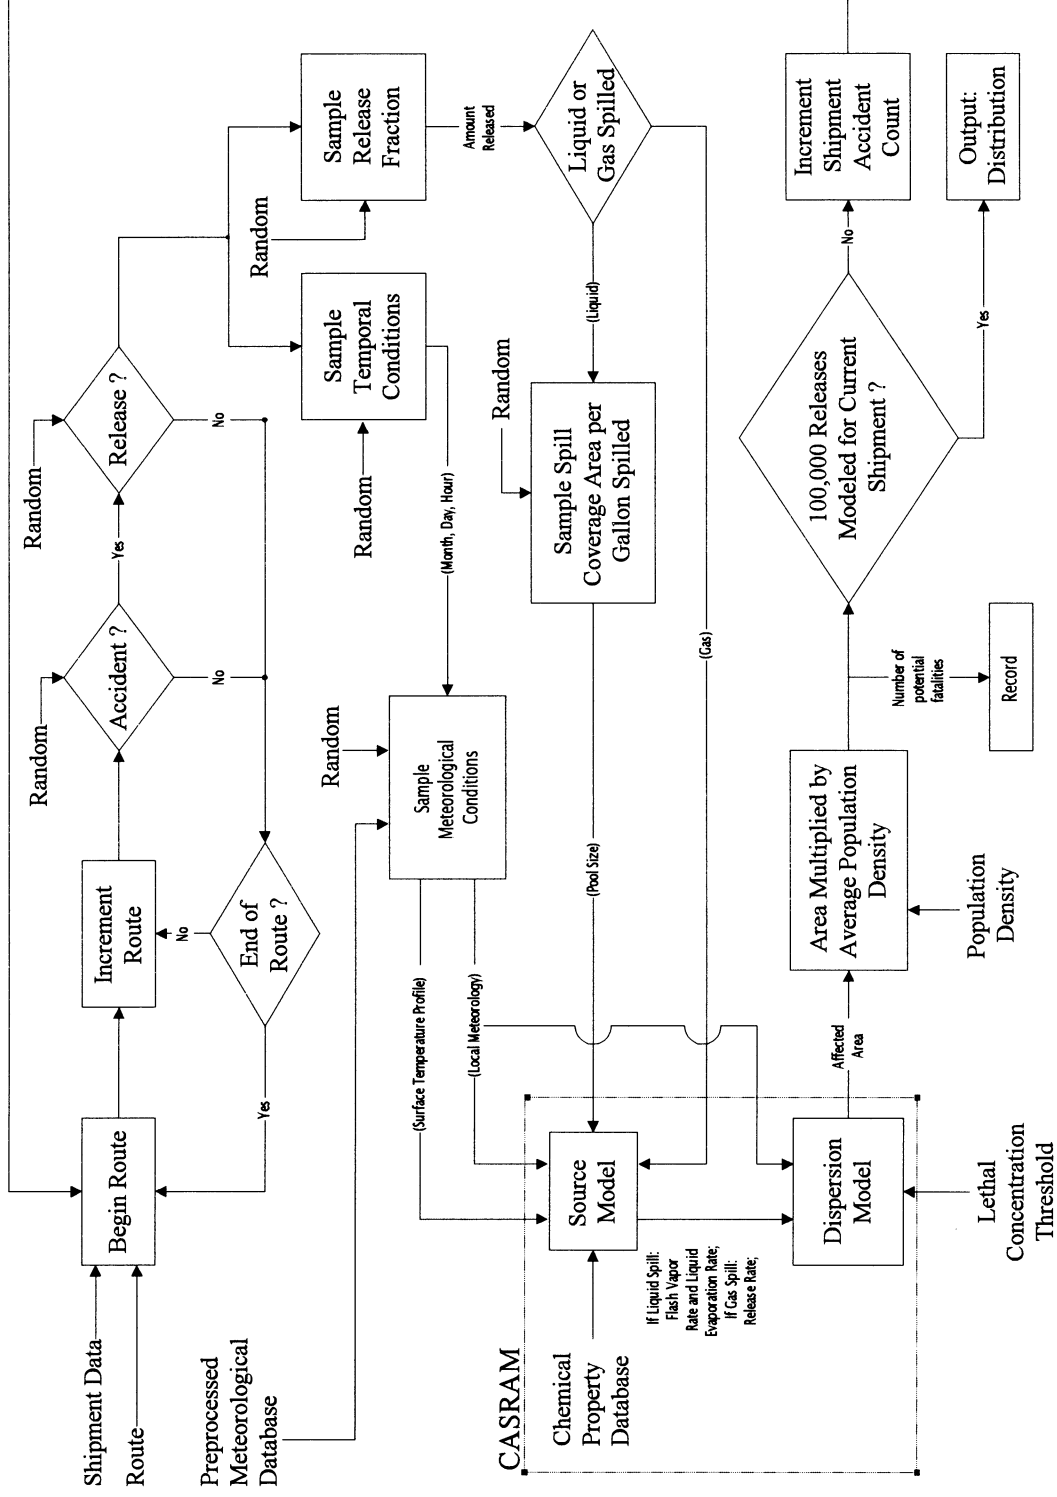 Shipment Data
Route
Begin Route
Increment
Route
Random
Accident ?
Yes
No
Random
Release ?
No
End of
Route ?
No
Yes
Preprocessed
Meteorological
Database
Random
Sample
Temporal
Conditions
Random
Sample
Release
Fraction
(Month, Day, Hour)
Amount
Released
Random
Sample
Meteorological
Conditions
(Surface Temperature Profile)
(Local Meteorology)
Liquid or
Gas Spilled
(Liquid)
(Gas)
Random
Sample Spill
Coverage Area per
Gallon Spilled
(Pool Size)
CASRAM
Chemical
Property
Database
Source
Model
If Liquid Spill:
Flash Vapor
Rate and Liquid
Evaporation Rate;
If Gas Spill:
Release Rate;
Dispersion
Model
Lethal
Concentration
Threshold
Affected
Area
Area Multiplied by
Average Population
Density
Population
Density
Number of
potential
fatalities
Record
100,000 Releases
Modeled for Current
Shipment ?
No
Yes
Increment
Shipment
Accident
Count
Output:
Distribution